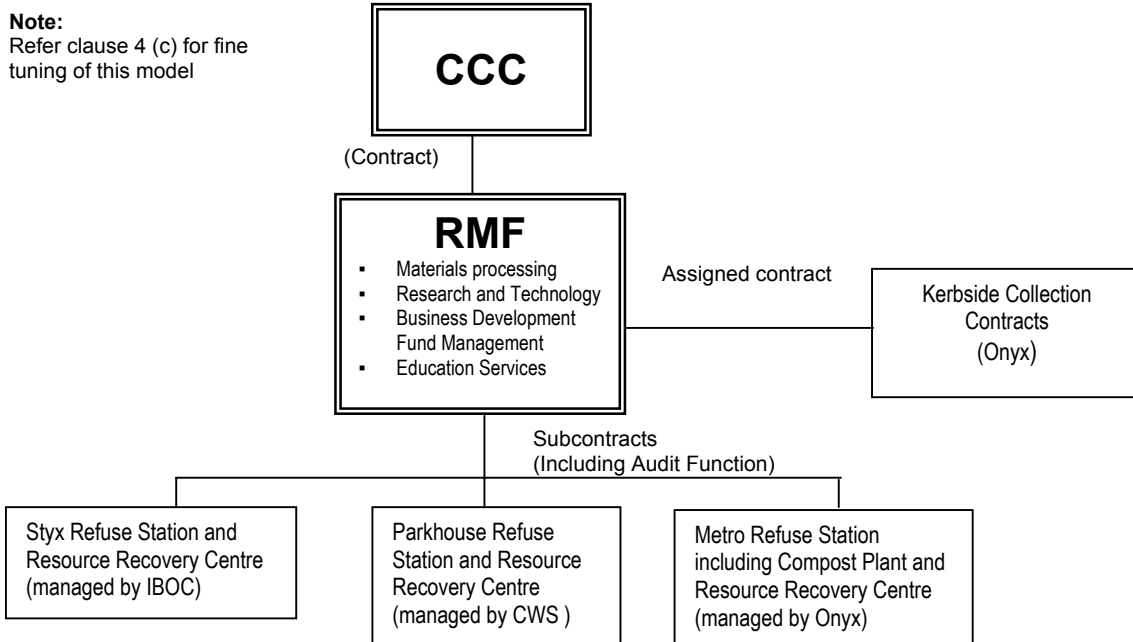 Note:
Refer clause 4 (c) for fine
tuning of this model
CCC
(Contract)
RMF
▪ Materials processing
▪ Research and Technology
▪ Business Development
Fund Management
▪ Education Services
Assigned contract
Kerbside Collection
Contracts
(Onyx)
Subcontracts
(Including Audit Function)
Styx Refuse Station and
Resource Recovery Centre
(managed by IBOC)
Parkhouse Refuse
Station and Resource
Recovery Centre
(managed by CWS )
Metro Refuse Station
including Compost Plant and
Resource Recovery Centre
(managed by Onyx)